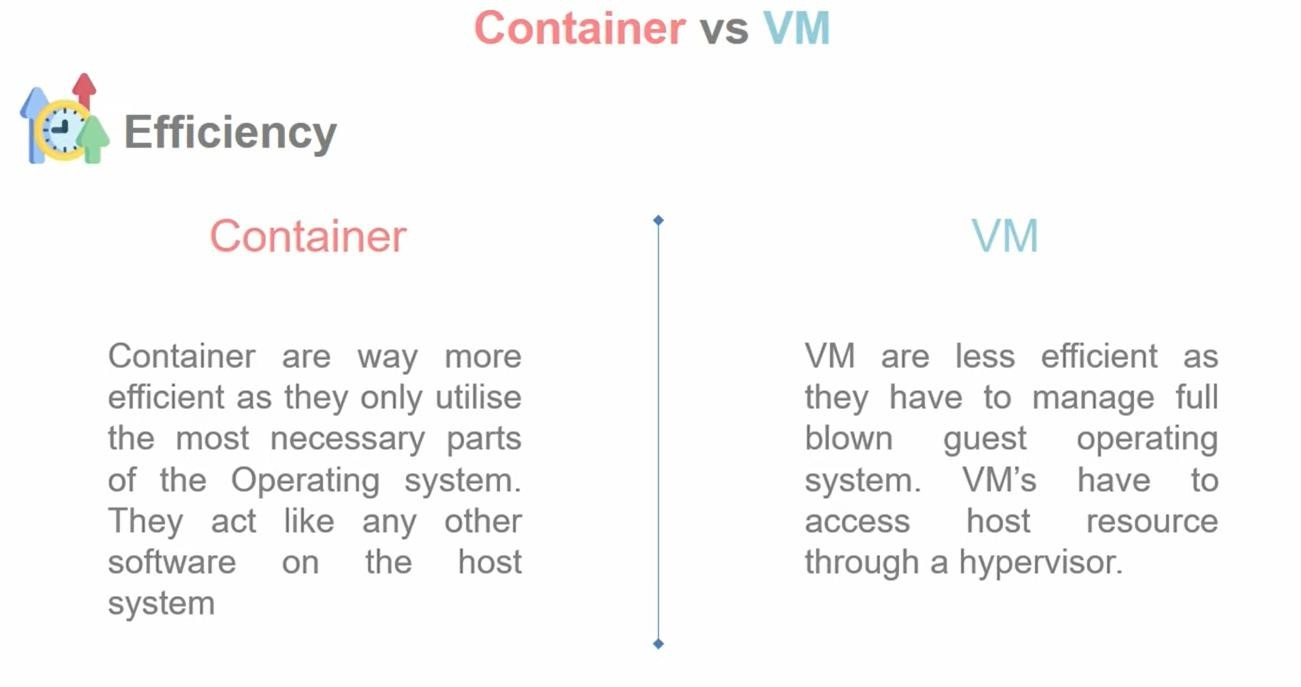 Container vs VM
Efficiency
Container
Container are way more
efficient as they only utilise
the most necessary parts
of the Operating system.
They act like any other
software on the host
system
VM
VM are less efficient as
they have to manage full
blown guest operating
system. VM’s have to
access host resource
through a hypervisor.